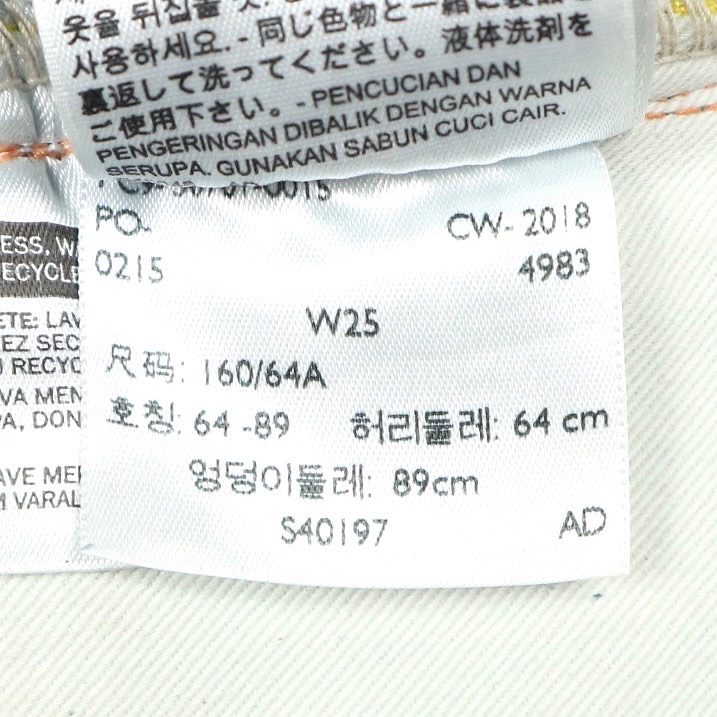 옷을 뒤집을
사용하세요. - 同じ色物と一緒に
裏返して洗ってください。液体洗剤を
ご使用下さい。- PENCUCIAN DAN
PENGERINGAN DIBALIK DENGAN WARNA
SERUPA. GUNAKAN SABUN CUCI CAIR.
PO-
CW- 2018
0215
4983
W25
尺码: 160/64A
호칭: 64 -89 허리둘레: 64 cm
엉덩이둘레: 89cm
S40197
AD
ESS, W
ECYCLE
ETE: LAV
EZ SEC
U RECYC
VA MEN
PA, DON
AVE MEN
M VARAL